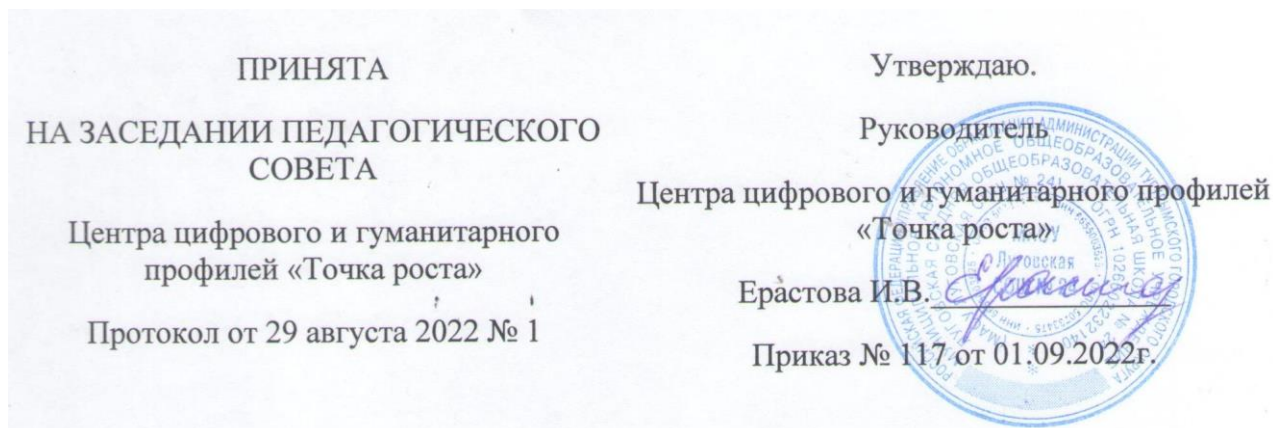 ПРИНЯТА
НА ЗАСЕДАНИИ ПЕДАГОГИЧЕСКОГО
СОВЕТА
Центра цифрового и гуманитарного
профилей «Точка роста»
Протокол от 29 августа 2022 № 1
Утверждаю.
Руководитель
Центра цифрового и гуманитарного профилей
«Точка роста»
Ерастова И.В.
Приказ № 117 от 01.09.2022г.
Луговская